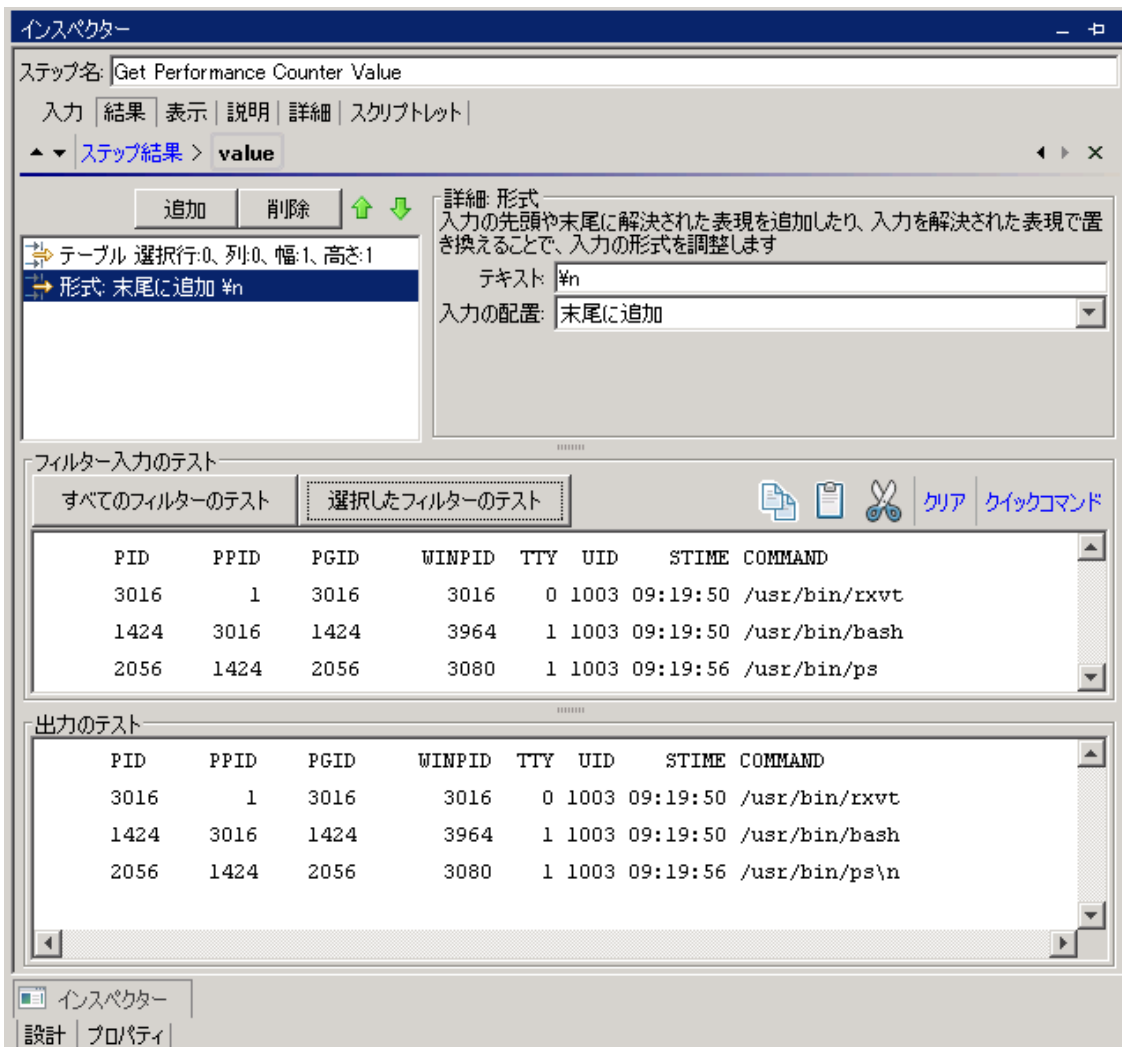 インスペクター
ステップ名: Get Performance Counter Value
入力 結果 表示 説明 詳細 スクリプトレット
ステップ結果 > value
追加 削除
テーブル 選択行:0、列:0、幅:1、高さ:1
形式: 末尾に追加 ¥n
詳細: 形式
入力の先頭や末尾に解決された表現を追加したり、入力を解決された表現で置
き換えることで、入力の形式を調整します
テキスト: ¥n
入力の配置: 末尾に追加
フィルター入力のテスト
すべてのフィルターのテスト 選択したフィルターのテスト クリア クイックコマンド
PID PPID PGID WINPID TTY UID STIME COMMAND
3016 1 3016 3016 0 1003 09:19:50 /usr/bin/rxvt
1424 3016 1424 3964 1 1003 09:19:50 /usr/bin/bash
2056 1424 2056 3080 1 1003 09:19:56 /usr/bin/ps
出力のテスト
PID PPID PGID WINPID TTY UID STIME COMMAND
3016 1 3016 3016 0 1003 09:19:50 /usr/bin/rxvt
1424 3016 1424 3964 1 1003 09:19:50 /usr/bin/bash
2056 1424 2056 3080 1 1003 09:19:56 /usr/bin/ps\n
インスペクター
設計 プロパティ